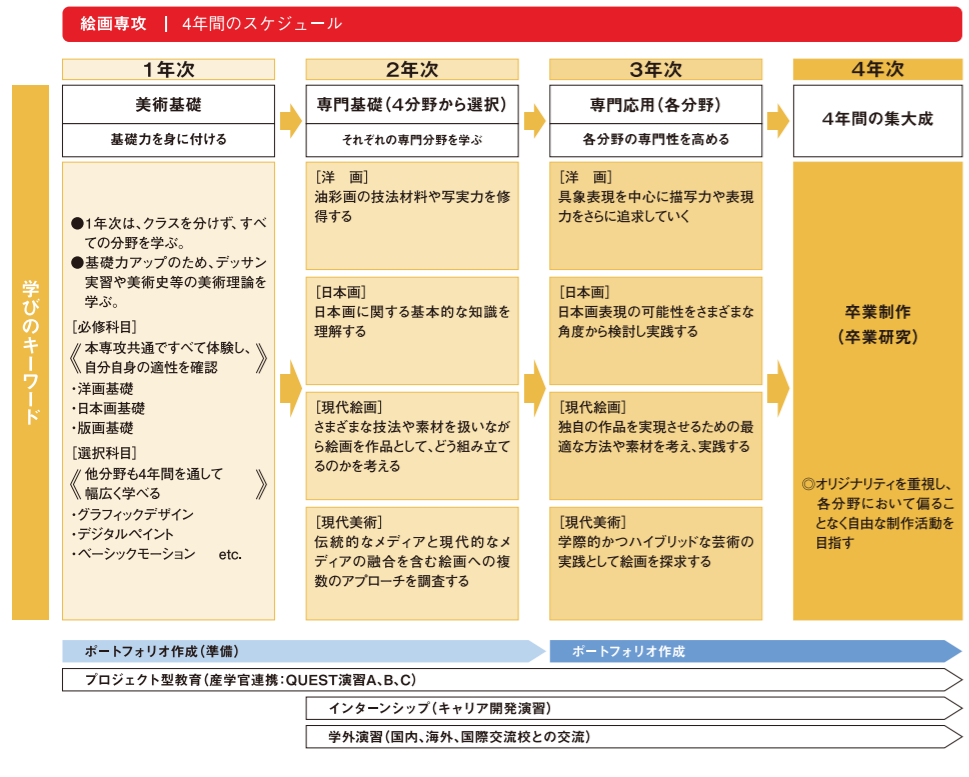 絵画専攻 | 4年間のスケジュール
1年次
2年次
3年次
4年次
学びのキーワード
美術基礎
基礎力を身に付ける
専門基礎（4分野から選択）
それぞれの専門分野を学ぶ
専門応用（各分野）
各分野の専門性を高める
4年間の集大成
●1年次は、クラスを分けず、すべ
ての分野を学ぶ。
●基礎力アップのため、デッサン
実習や美術史等の美術理論を
学ぶ。
［必修科目］
《本専攻共通ですべて体験し、
自分自身の適性を確認》
・洋画基礎
・日本画基礎
・版画基礎
［選択科目］
《他分野も4年間を通して
幅広く学べる》
・グラフィックデザイン
・デジタルペイント
・ベーシックモーション　etc.
［洋　画］
油彩画の技法材料や写実力を修
得する
［日本画］
日本画に関する基本的な知識を
理解する
［現代絵画］
さまざまな技法や素材を扱いなが
ら絵画を作品として、どう組み立て
るのかを考える
［現代美術］
伝統的なメディアと現代的なメ
ディアの融合を含む絵画への複
数のアプローチを調査する
［洋　画］
具象表現を中心に描写力や表現
力をさらに追求していく
［日本画］
日本画表現の可能性をさまざまな
角度から検討し実践する
［現代絵画］
独自の作品を実現させるための最
適な方法や素材を考え、実践する
［現代美術］
学際的かつハイブリッドな芸術の
実践として絵画を探求する
卒業制作
（卒業研究）
◎オリジナリティを重視し、
各分野において偏るこ
となく自由な制作活動を
目指す
ポートフォリオ作成（準備）
ポートフォリオ作成
プロジェクト型教育（産学官連携：QUEST演習A、B、C）
インターンシップ（キャリア開発演習）
学外演習（国内、海外、国際交流校との交流）